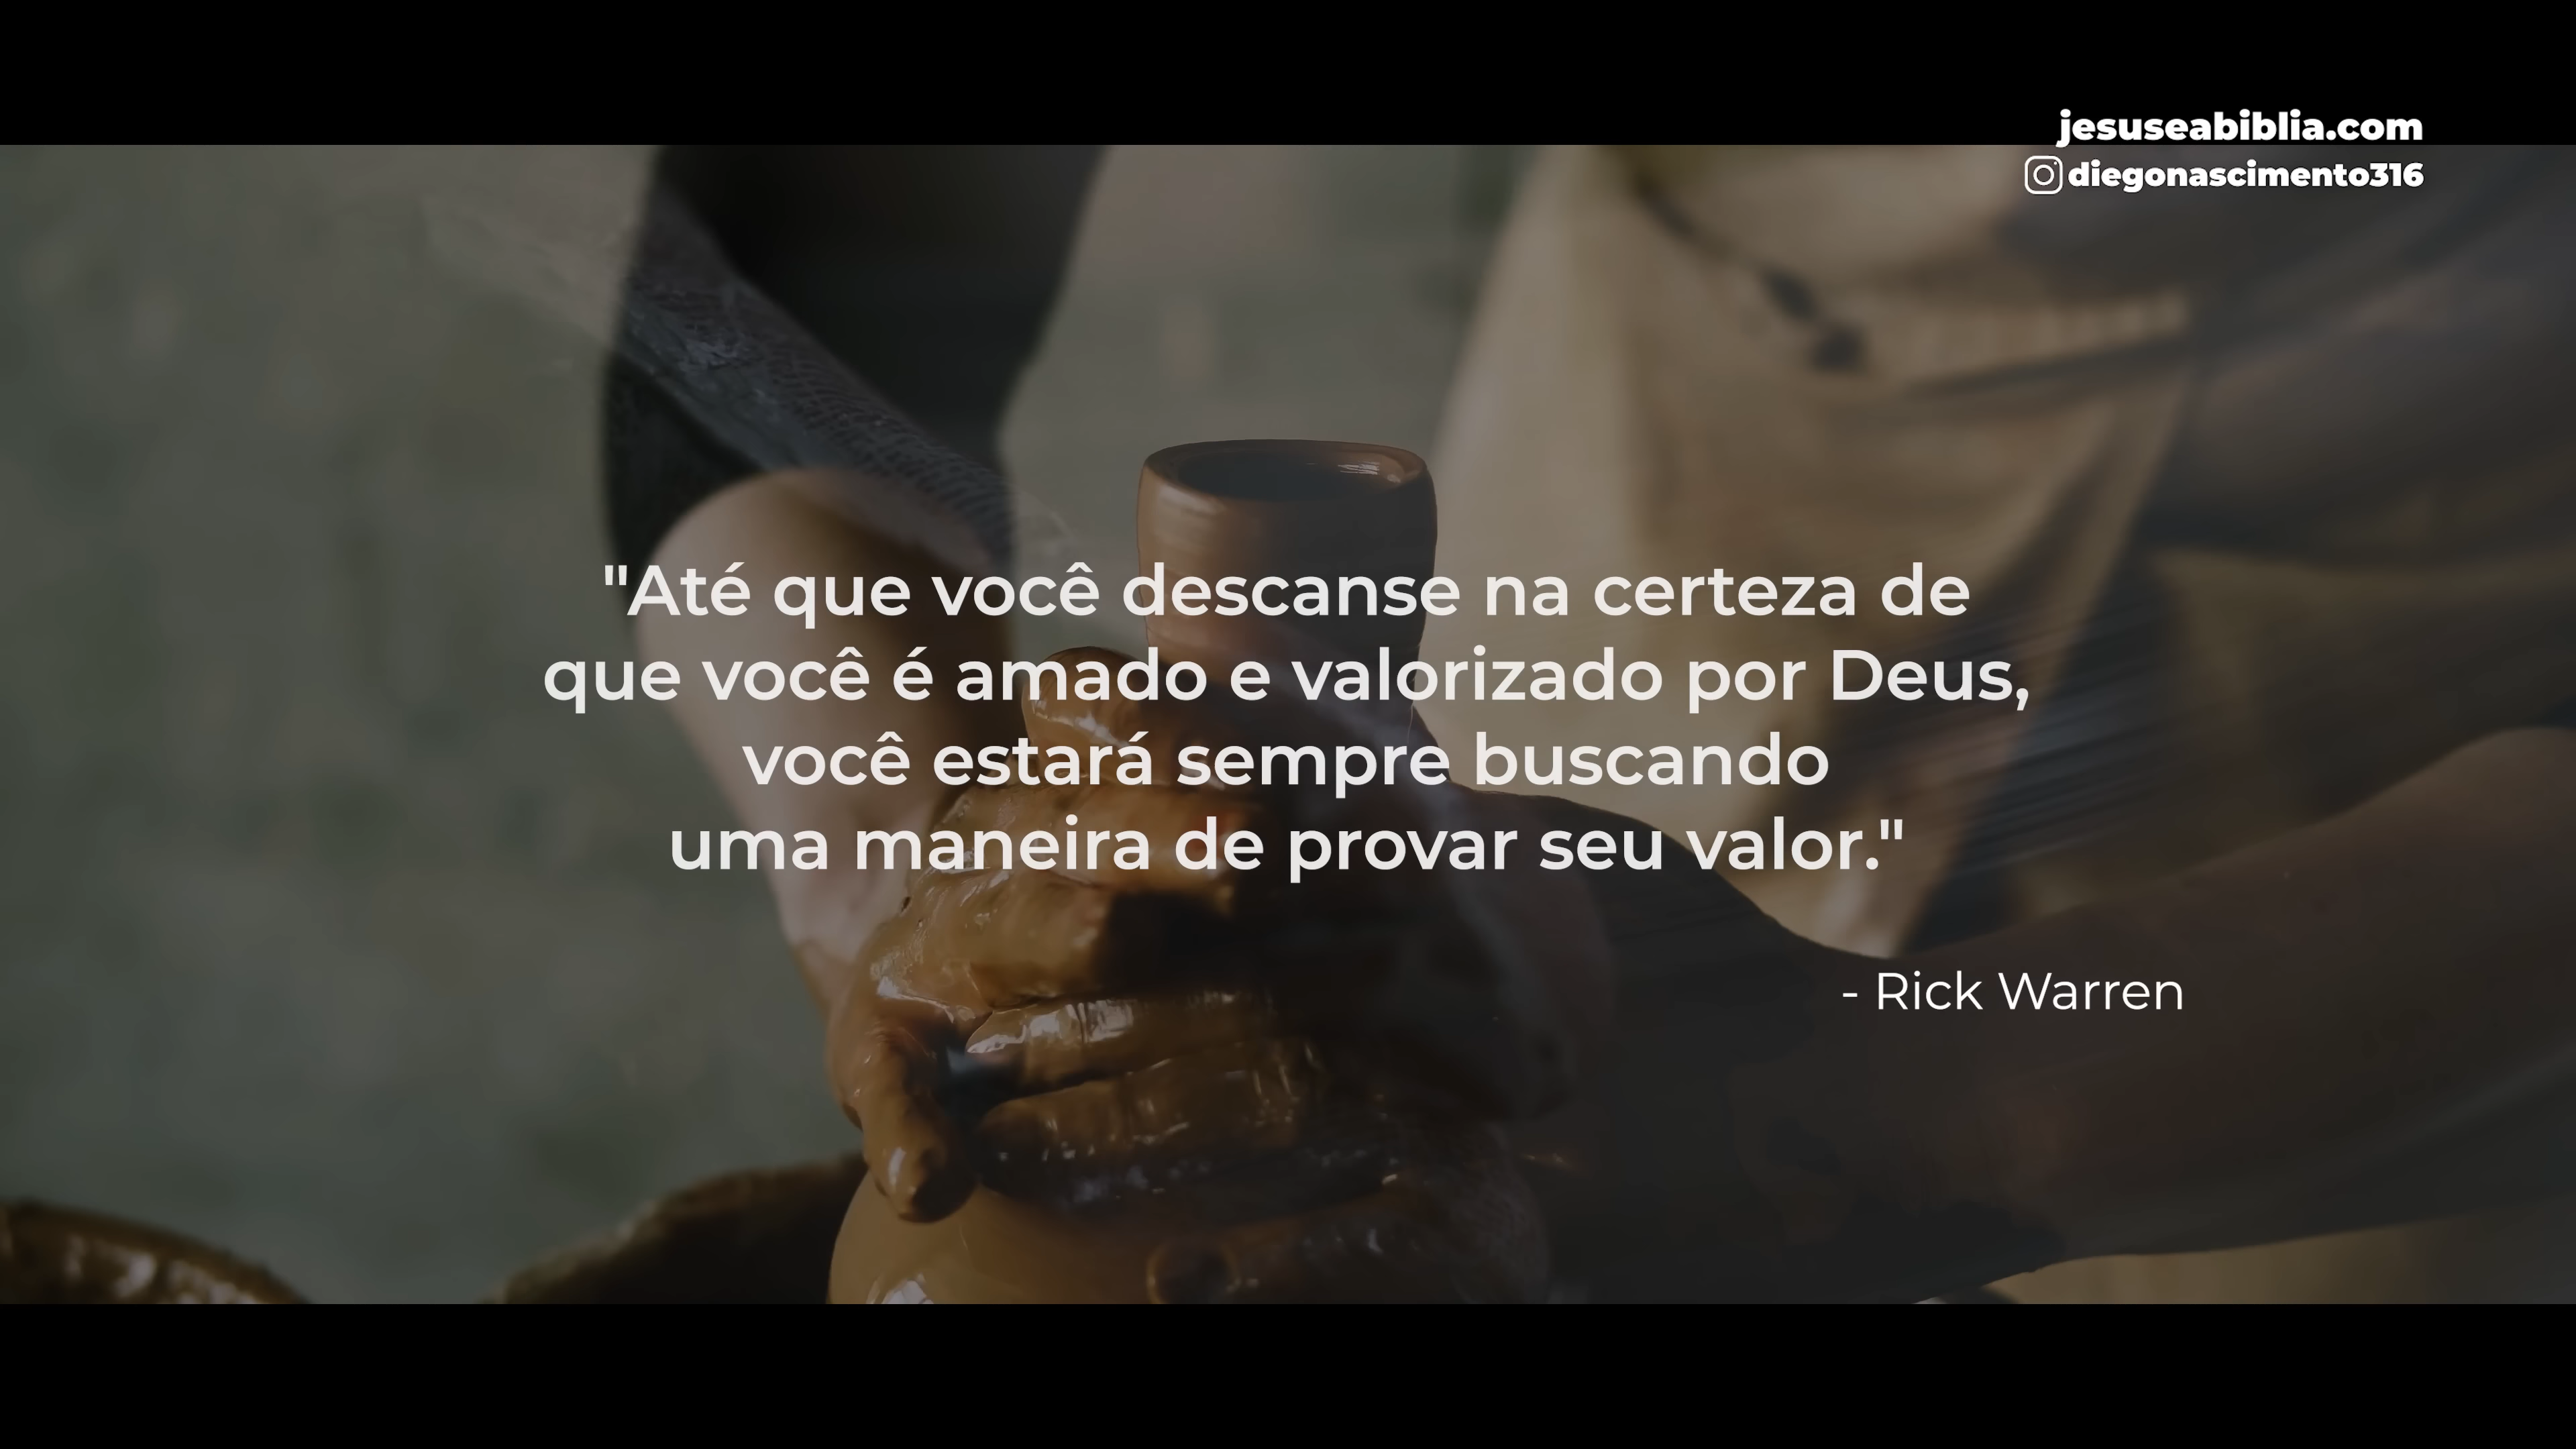 jesuseabiblia.com
diegonascimento316
"Até que você descanse na certeza de
que você é amado e valorizado por Deus,
você estará sempre buscando
uma maneira de provar seu valor."
- Rick Warren